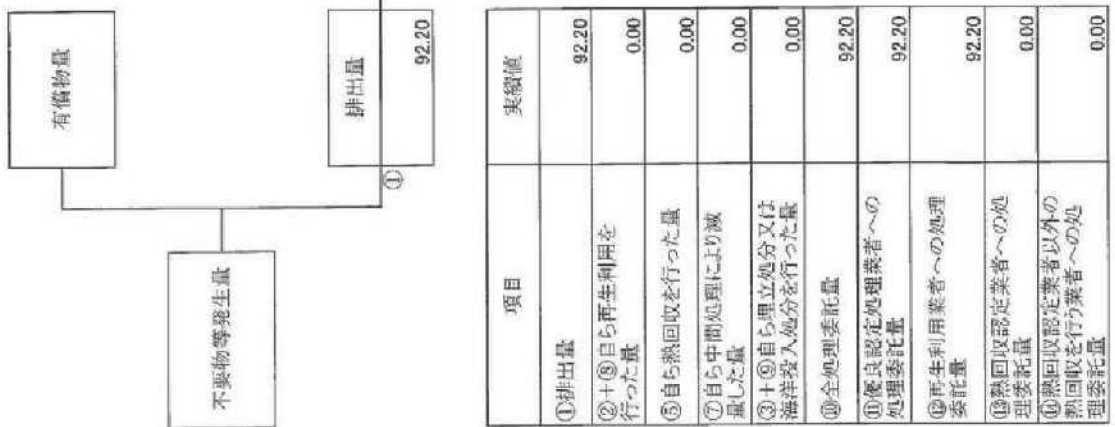 有償物量
不要物等発生量
排出量
①
92.20
項目
実績値
①排出量
92.20
②+⑧自ら再生利用を
行った量
0.00
⑤自ら熱回収を行った量
0.00
⑦自ら中間処理により減
量した量
0.00
③+⑨自ら埋立処分又は
海洋投入処分を行った量
0.00
⑩全処理委託量
92.20
⑪優良認定処理業者への
処理委託量
92.20
⑫再生利用業者への処理
委託量
92.20
⑬熱回収認定業者への処
理委託量
0.00
⑭熱回収認定業者以外の
熱回収を行う業者への処
理委託量
0.00